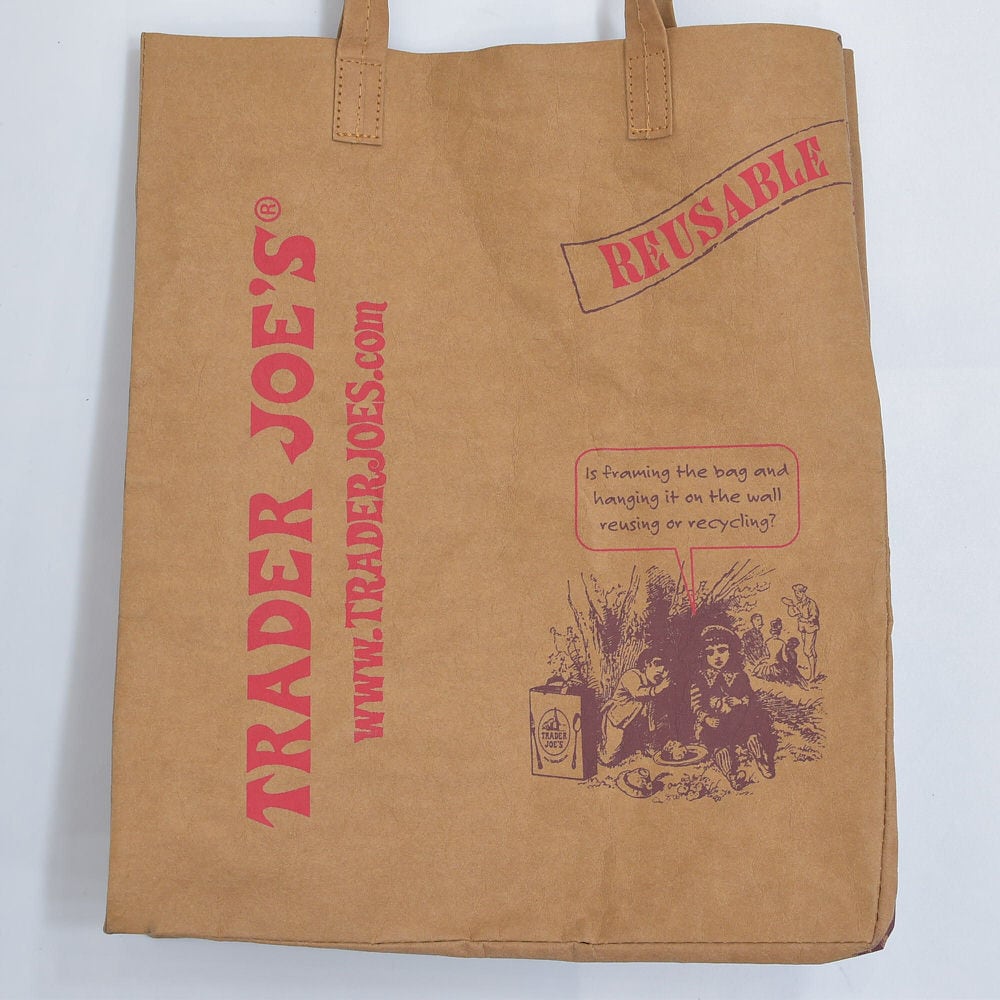 TRADER JOE'S®
www.TRADERJOES.com
REUSABLE
Is framing the bag and
hanging it on the wall
reusing or recycling?
TRADER
JOE'S